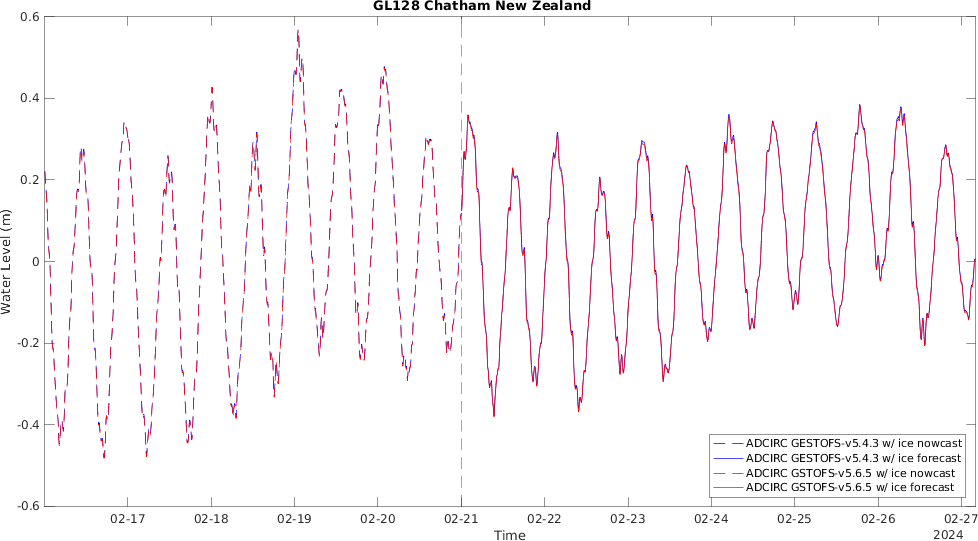 GL128 Chatham New Zealand
0.6
0.4
0.2
0
-0.2
-0.4
-0.6
Water Level (m)
ADCIRC GESTOFS-v5.4.3 w/ ice nowcast
ADCIRC GESTOFS-v5.4.3 w/ ice forecast
ADCIRC GSTOFS-v5.6.5 w/ ice nowcast
ADCIRC GSTOFS-v5.6.5 w/ ice forecast
02-17 02-18 02-19 02-20 02-21 02-22 02-23 02-24 02-25 02-26 02-27
Time
2024